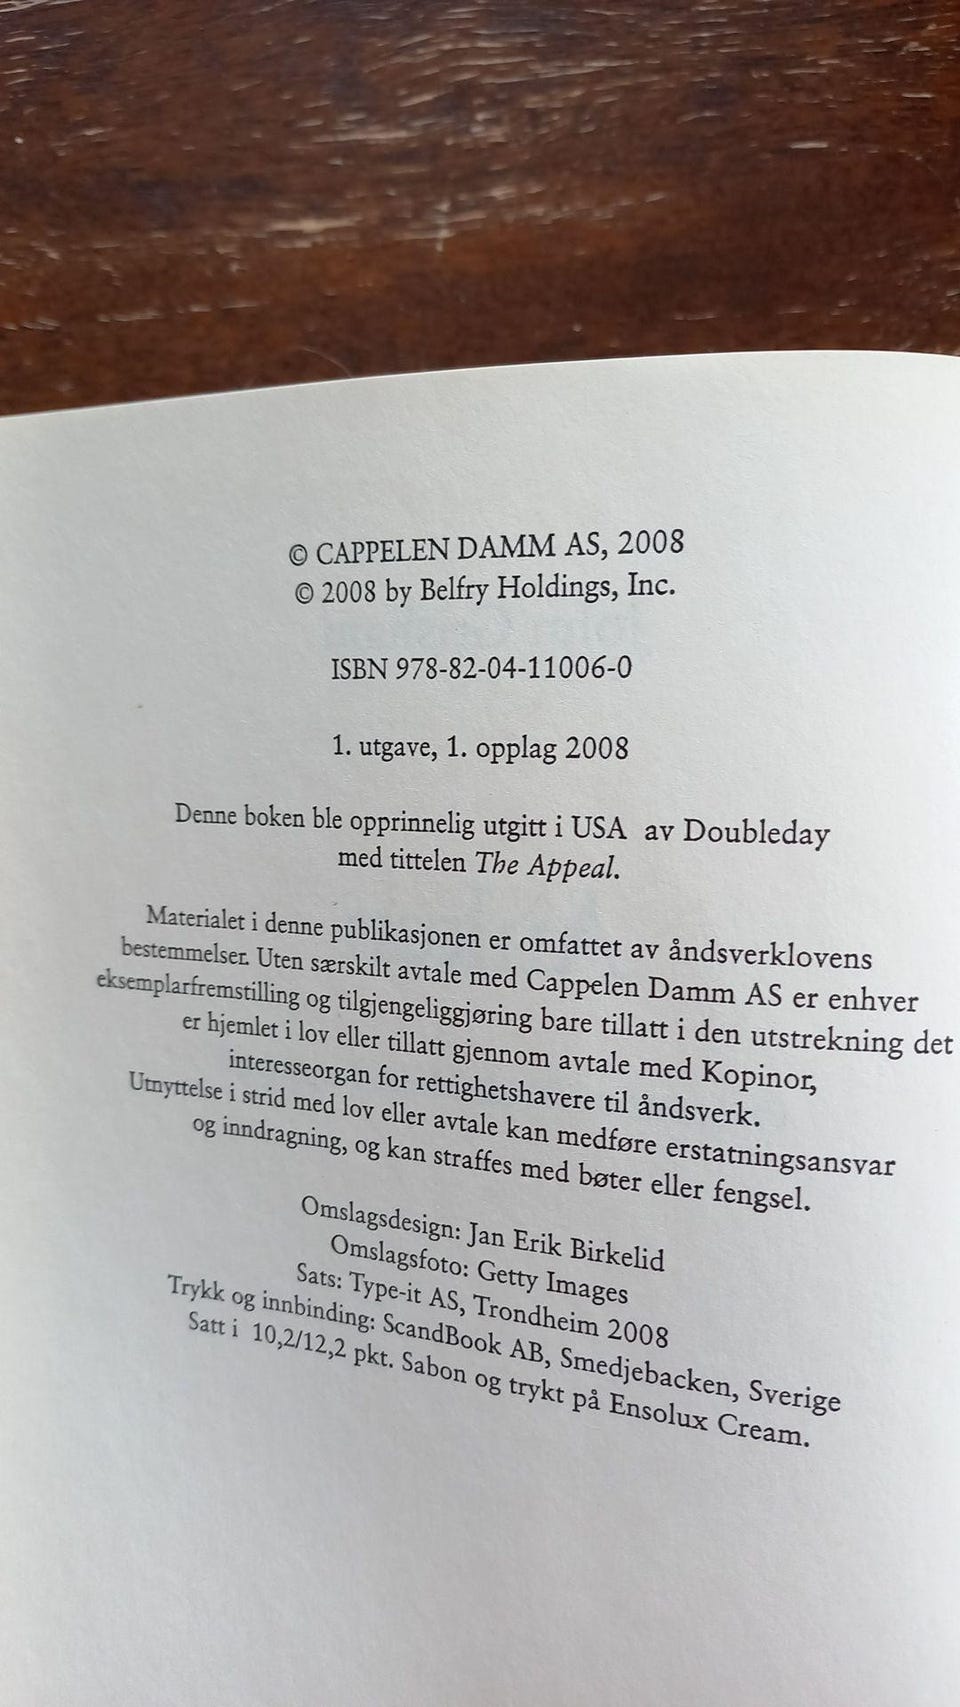 © CAPPELEN DAMM AS, 2008
© 2008 by Belfry Holdings, Inc.
ISBN 978-82-04-11006-0
1. utgave, 1. opplag 2008
Denne boken ble opprinnelig utgitt i USA av Doubleday
med tittelen The Appeal.
Materialet i denne publikasjonen er omfattet av åndsverklovens
bestemmelser. Uten særskilt avtale med Cappelen Damm AS er enhver
eksemplarfremstilling og tilgjengeliggjøring bare tillatt i den utstrekning det
er hjemlet i lov eller tillatt gjennom avtale med Kopinor,
interesseorgan for rettighetshavere til åndsverk.
Utnyttelse i strid med lov eller avtale kan medføre erstatningsansvar
og inndragning, og kan straffes med bøter eller fengsel.
Omslagsdesign: Jan Erik Birkelid
Omslagsfoto: Getty Images
Sats: Type-it AS, Trondheim 2008
Trykk og innbinding: ScandBook AB, Smedjebacken, Sverige
Satt i 10,2/12,2 pkt. Sabon og trykt på Ensolux Cream.